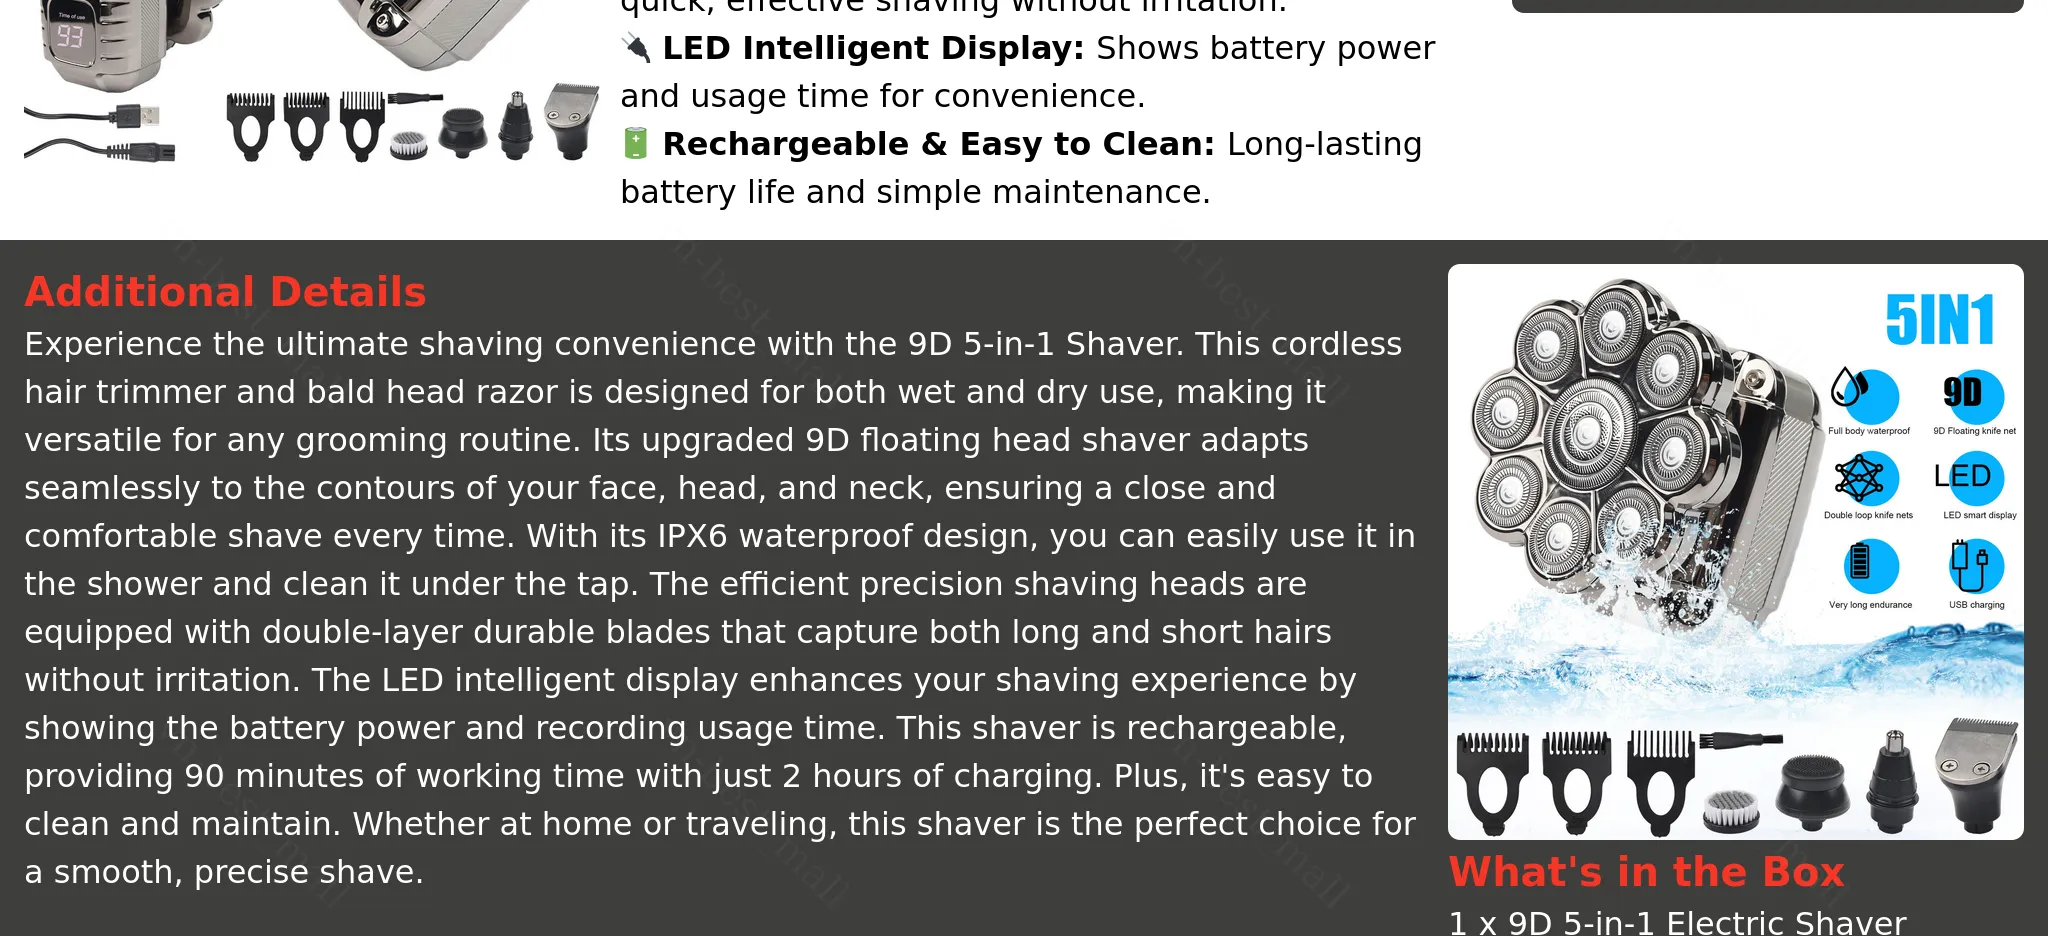 Time of use
93
quick, effective shaving without irritation.
🔌 LED Intelligent Display: Shows battery power
and usage time for convenience.
🔋 Rechargeable & Easy to Clean: Long-lasting
battery life and simple maintenance.
Additional Details
Experience the ultimate shaving convenience with the 9D 5-in-1 Shaver. This cordless
hair trimmer and bald head razor is designed for both wet and dry use, making it
versatile for any grooming routine. Its upgraded 9D floating head shaver adapts
seamlessly to the contours of your face, head, and neck, ensuring a close and
comfortable shave every time. With its IPX6 waterproof design, you can easily use it in
the shower and clean it under the tap. The efficient precision shaving heads are
equipped with double-layer durable blades that capture both long and short hairs
without irritation. The LED intelligent display enhances your shaving experience by
showing the battery power and recording usage time. This shaver is rechargeable,
providing 90 minutes of working time with just 2 hours of charging. Plus, it's easy to
clean and maintain. Whether at home or traveling, this shaver is the perfect choice for
a smooth, precise shave.
5IN1
9D
Full body waterproof
9D Floating knife net
LED
Double loop knife nets
LED smart display
Very long endurance
USB charging
What's in the Box
1 x 9D 5-in-1 Electric Shaver